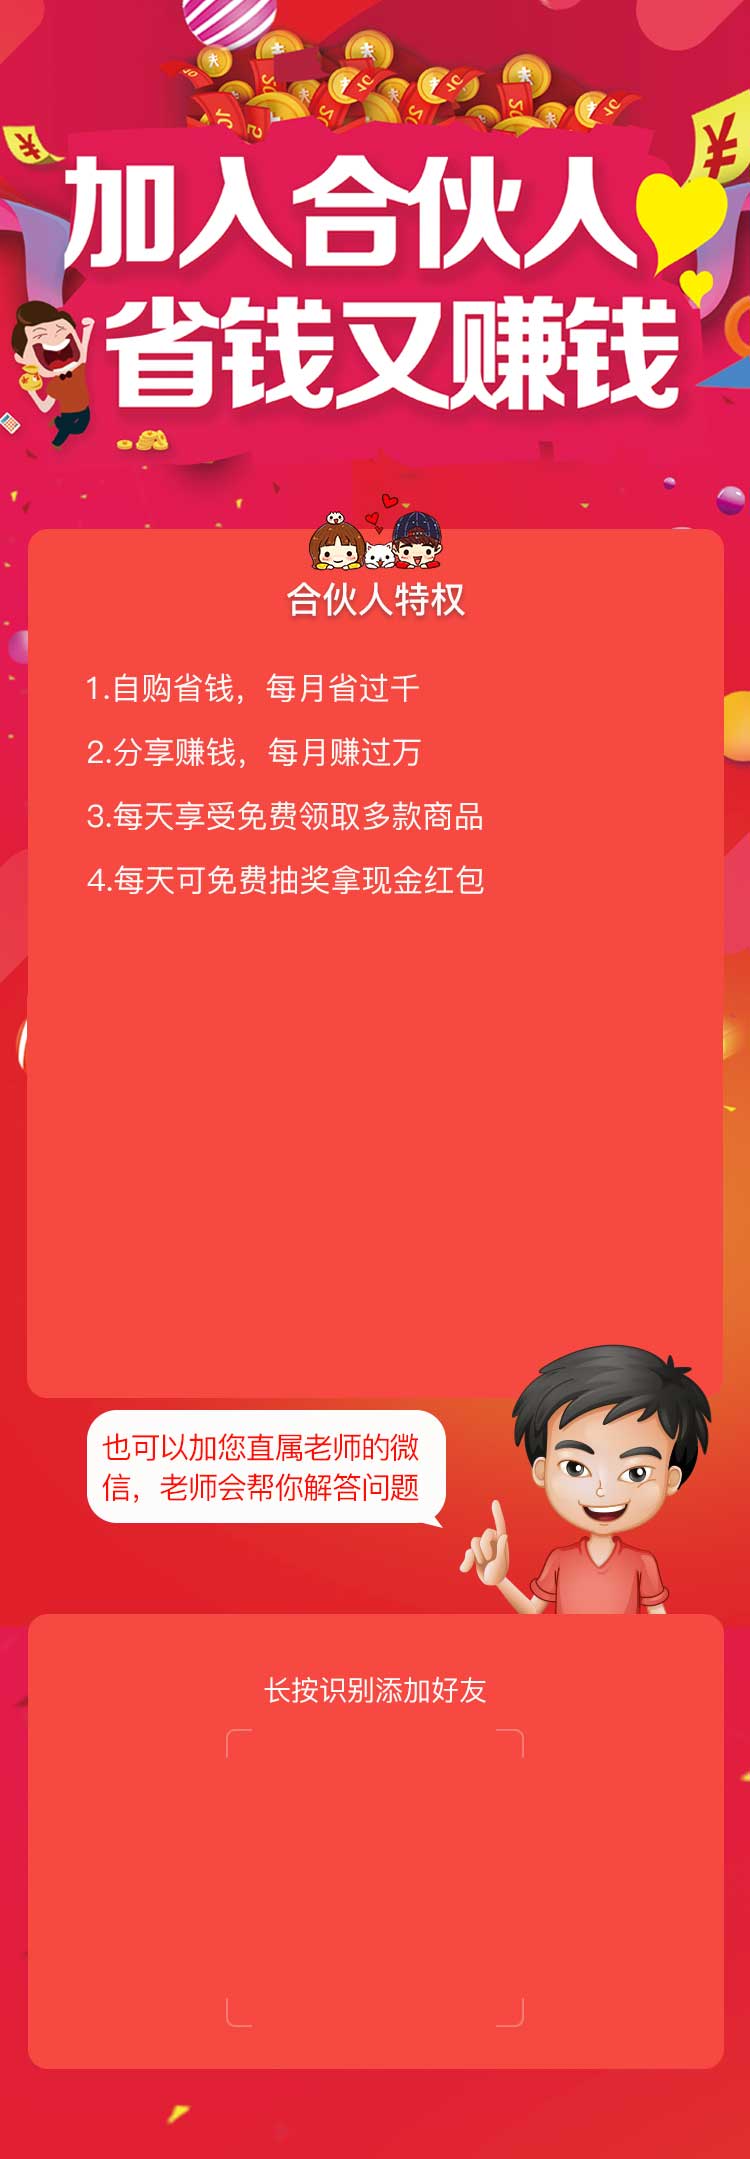 加入合伙人
省钱又赚钱
合伙人特权
1.自购省钱，每月省过千
2.分享赚钱，每月赚过万
3.每天享受免费领取多款商品
4.每天可免费抽奖拿现金红包
也可以加您直属老师的微
信，老师会帮你解答问题
长按识别添加好友